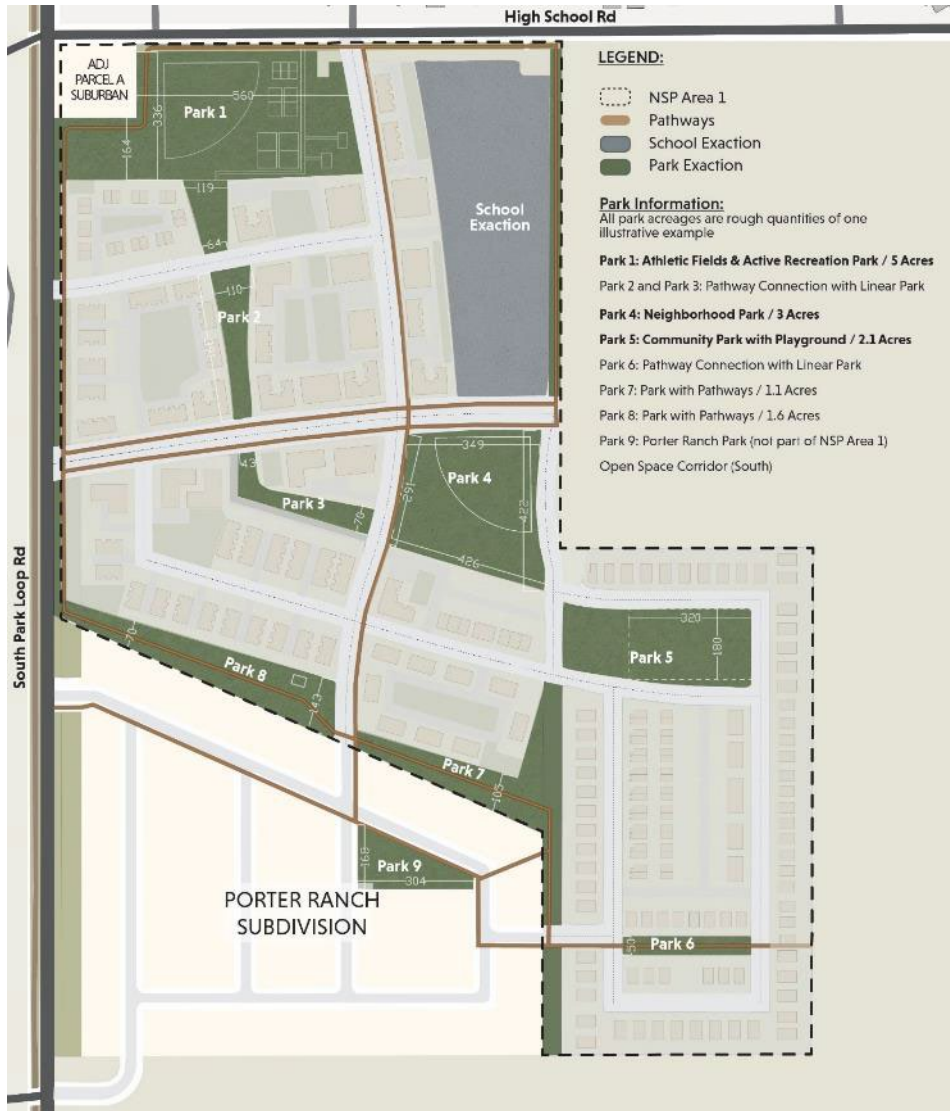 High School Rd
ADJ
PARCEL A
SUBURBAN
LEGEND:
NSP Area 1
Pathways
School Exaction
Park Exaction
Park Information:
All park acreages are rough quantities of one
illustrative example
Park 1: Athletic Fields & Active Recreation Park / 5 Acres
Park 2 and Park 3: Pathway Connection with Linear Park
Park 4: Neighborhood Park / 3 Acres
Park 5: Community Park with Playground / 2.1 Acres
Park 6: Pathway Connection with Linear Park
Park 7: Park with Pathways / 1.1 Acres
Park 8: Park with Pathways / 1.6 Acres
Park 9: Porter Ranch Park (not part of NSP Area 1)
Open Space Corridor (South)
560
Park 1
336
164
119
School
Exaction
64
110
Park 2
349
43
Park 4
291
422
Park 3
70
426
South Park Loop Rd
320
70
Park 5
180
Park 8
143
Park 7
105
168
Park 9
304
PORTER RANCH
SUBDIVISION
50
Park 6